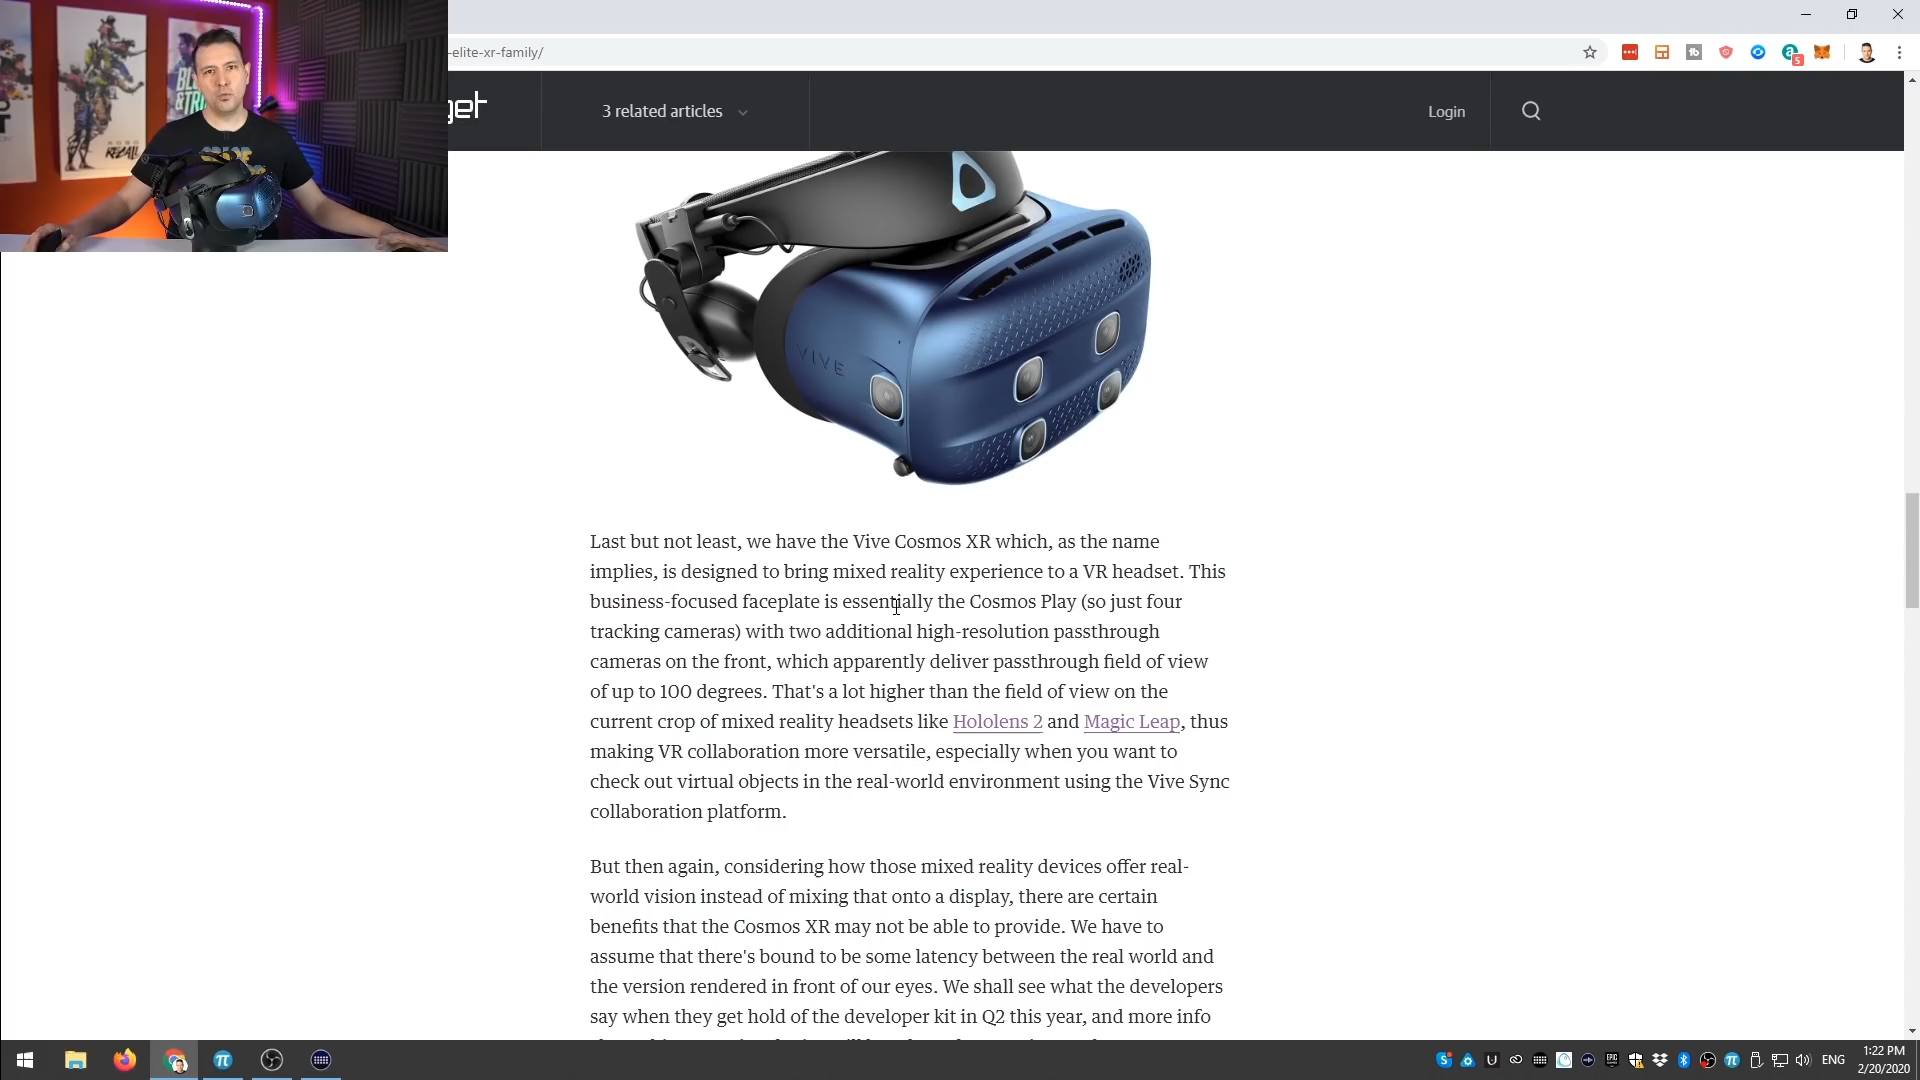 -elite-xr-family/
get
3 related articles
Login
5
RECALL
VIVE
Last but not least, we have the Vive Cosmos XR which, as the name
implies, is designed to bring mixed reality experience to a VR headset. This
business-focused faceplate is essentially the Cosmos Play (so just four
tracking cameras) with two additional high-resolution passthrough
cameras on the front, which apparently deliver passthrough field of view
of up to 100 degrees. That's a lot higher than the field of view on the
current crop of mixed reality headsets like Hololens 2 and Magic Leap, thus
making VR collaboration more versatile, especially when you want to
check out virtual objects in the real-world environment using the Vive Sync
collaboration platform.
But then again, considering how those mixed reality devices offer real-
world vision instead of mixing that onto a display, there are certain
benefits that the Cosmos XR may not be able to provide. We have to
assume that there's bound to be some latency between the real world and
the version rendered in front of our eyes. We shall see what the developers
say when they get hold of the developer kit in Q2 this year, and more info
ENG
1:22 PM
2/20/2020